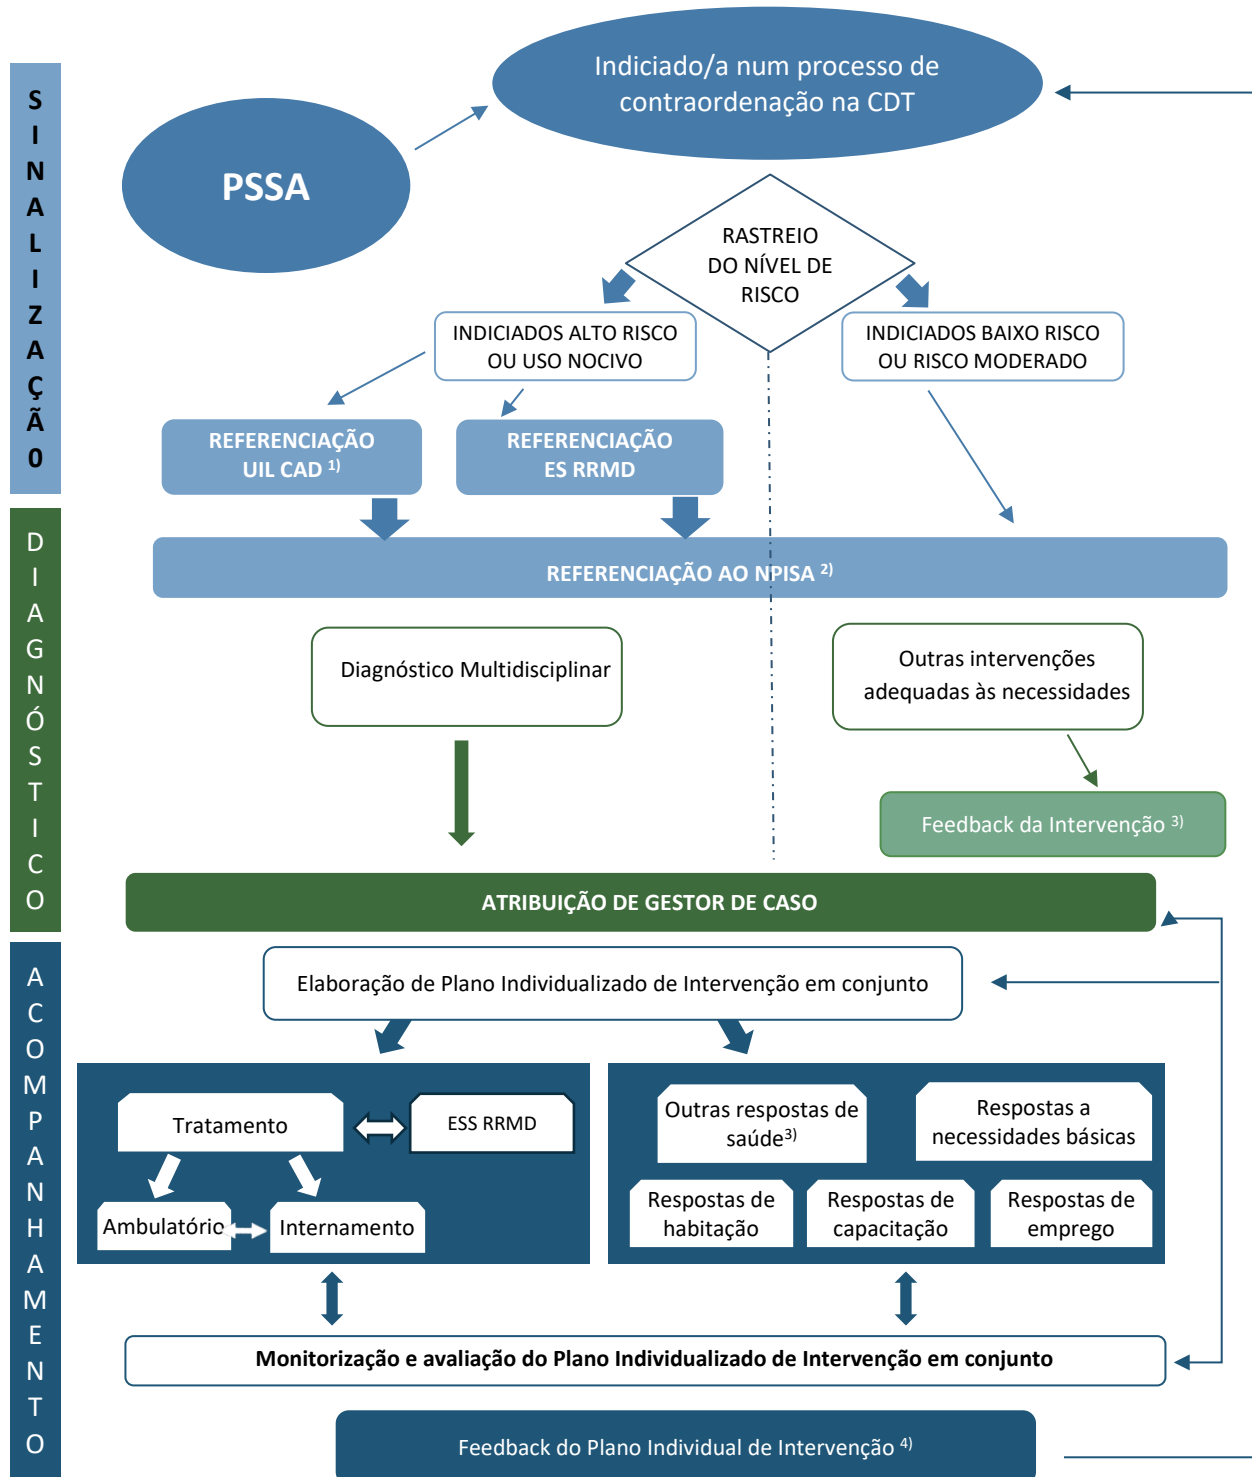 SINALIZAÇÃ0
Indiciado/a num processo de
contraordenação na CDT
PSSA
RASTREIO
DO NÍVEL DE
RISCO
INDICIADOS ALTO RISCO
OU USO NOCIVO
INDICIADOS BAIXO RISCO
OU RISCO MODERADO
REFERENCIAÇÃO
UIL CAD 1)
REFERENCIAÇÃO
ES RRMD
DIAGNÓSTICO
REFERENCIAÇÃO AO NPISA 2)
Diagnóstico Multidisciplinar
Outras intervenções
adequadas às necessidades
Feedback da Intervenção 3)
ATRIBUIÇÃO DE GESTOR DE CASO
ACOMPANHAMENTO
Elaboração de Plano Individualizado de Intervenção em conjunto
Tratamento
ESS RRMD
Ambulatório
Internamento
Outras respostas de
saúde3)
Respostas a
necessidades básicas
Respostas de
habitação
Respostas de
capacitação
Respostas de
emprego
Monitorização e avaliação do Plano Individualizado de Intervenção em conjunto
Feedback do Plano Individual de Intervenção 4)